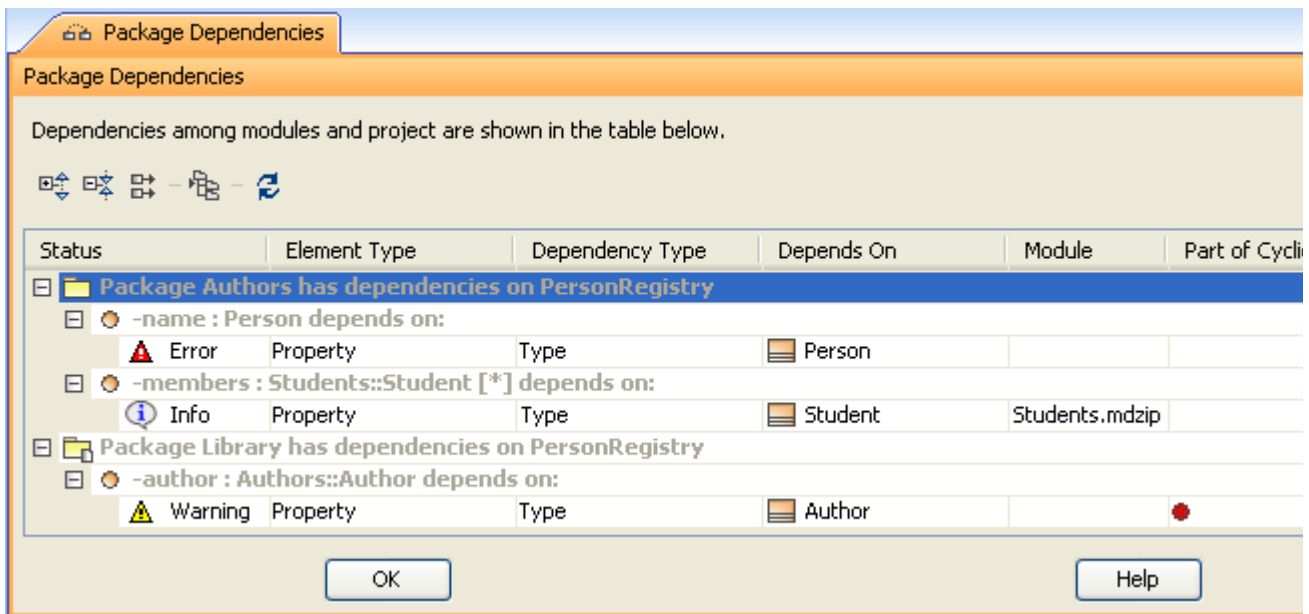 Package Dependencies
Package Dependencies
Dependencies among modules and project are shown in the table below.
Status Element Type Dependency Type Depends On Module Part of Cycli
Package Authors has dependencies on PersonRegistry
-name : Person depends on:
Error Property Type Person
-members : Students::Student [*] depends on:
Info Property Type Student Students.mdzip
Package Library has dependencies on PersonRegistry
-author : Authors::Author depends on:
Warning Property Type Author
OK Help